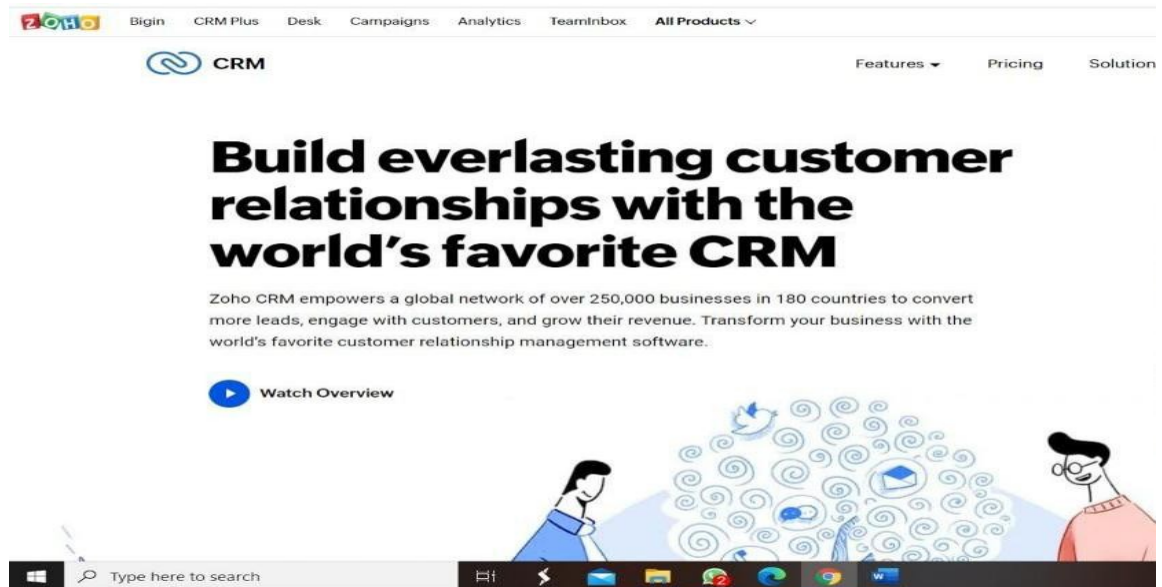 ZOHO Bigin CRM Plus Desk Campaigns Analytics TeamInbox All Products
CRM Features Pricing Solution
Build everlasting customer
relationships with the
world's favorite CRM
Zoho CRM empowers a global network of over 250,000 businesses in 180 countries to convert
more leads, engage with customers, and grow their revenue. Transform your business with the
world's favorite customer relationship management software.
Watch Overview
Type here to search
2
W